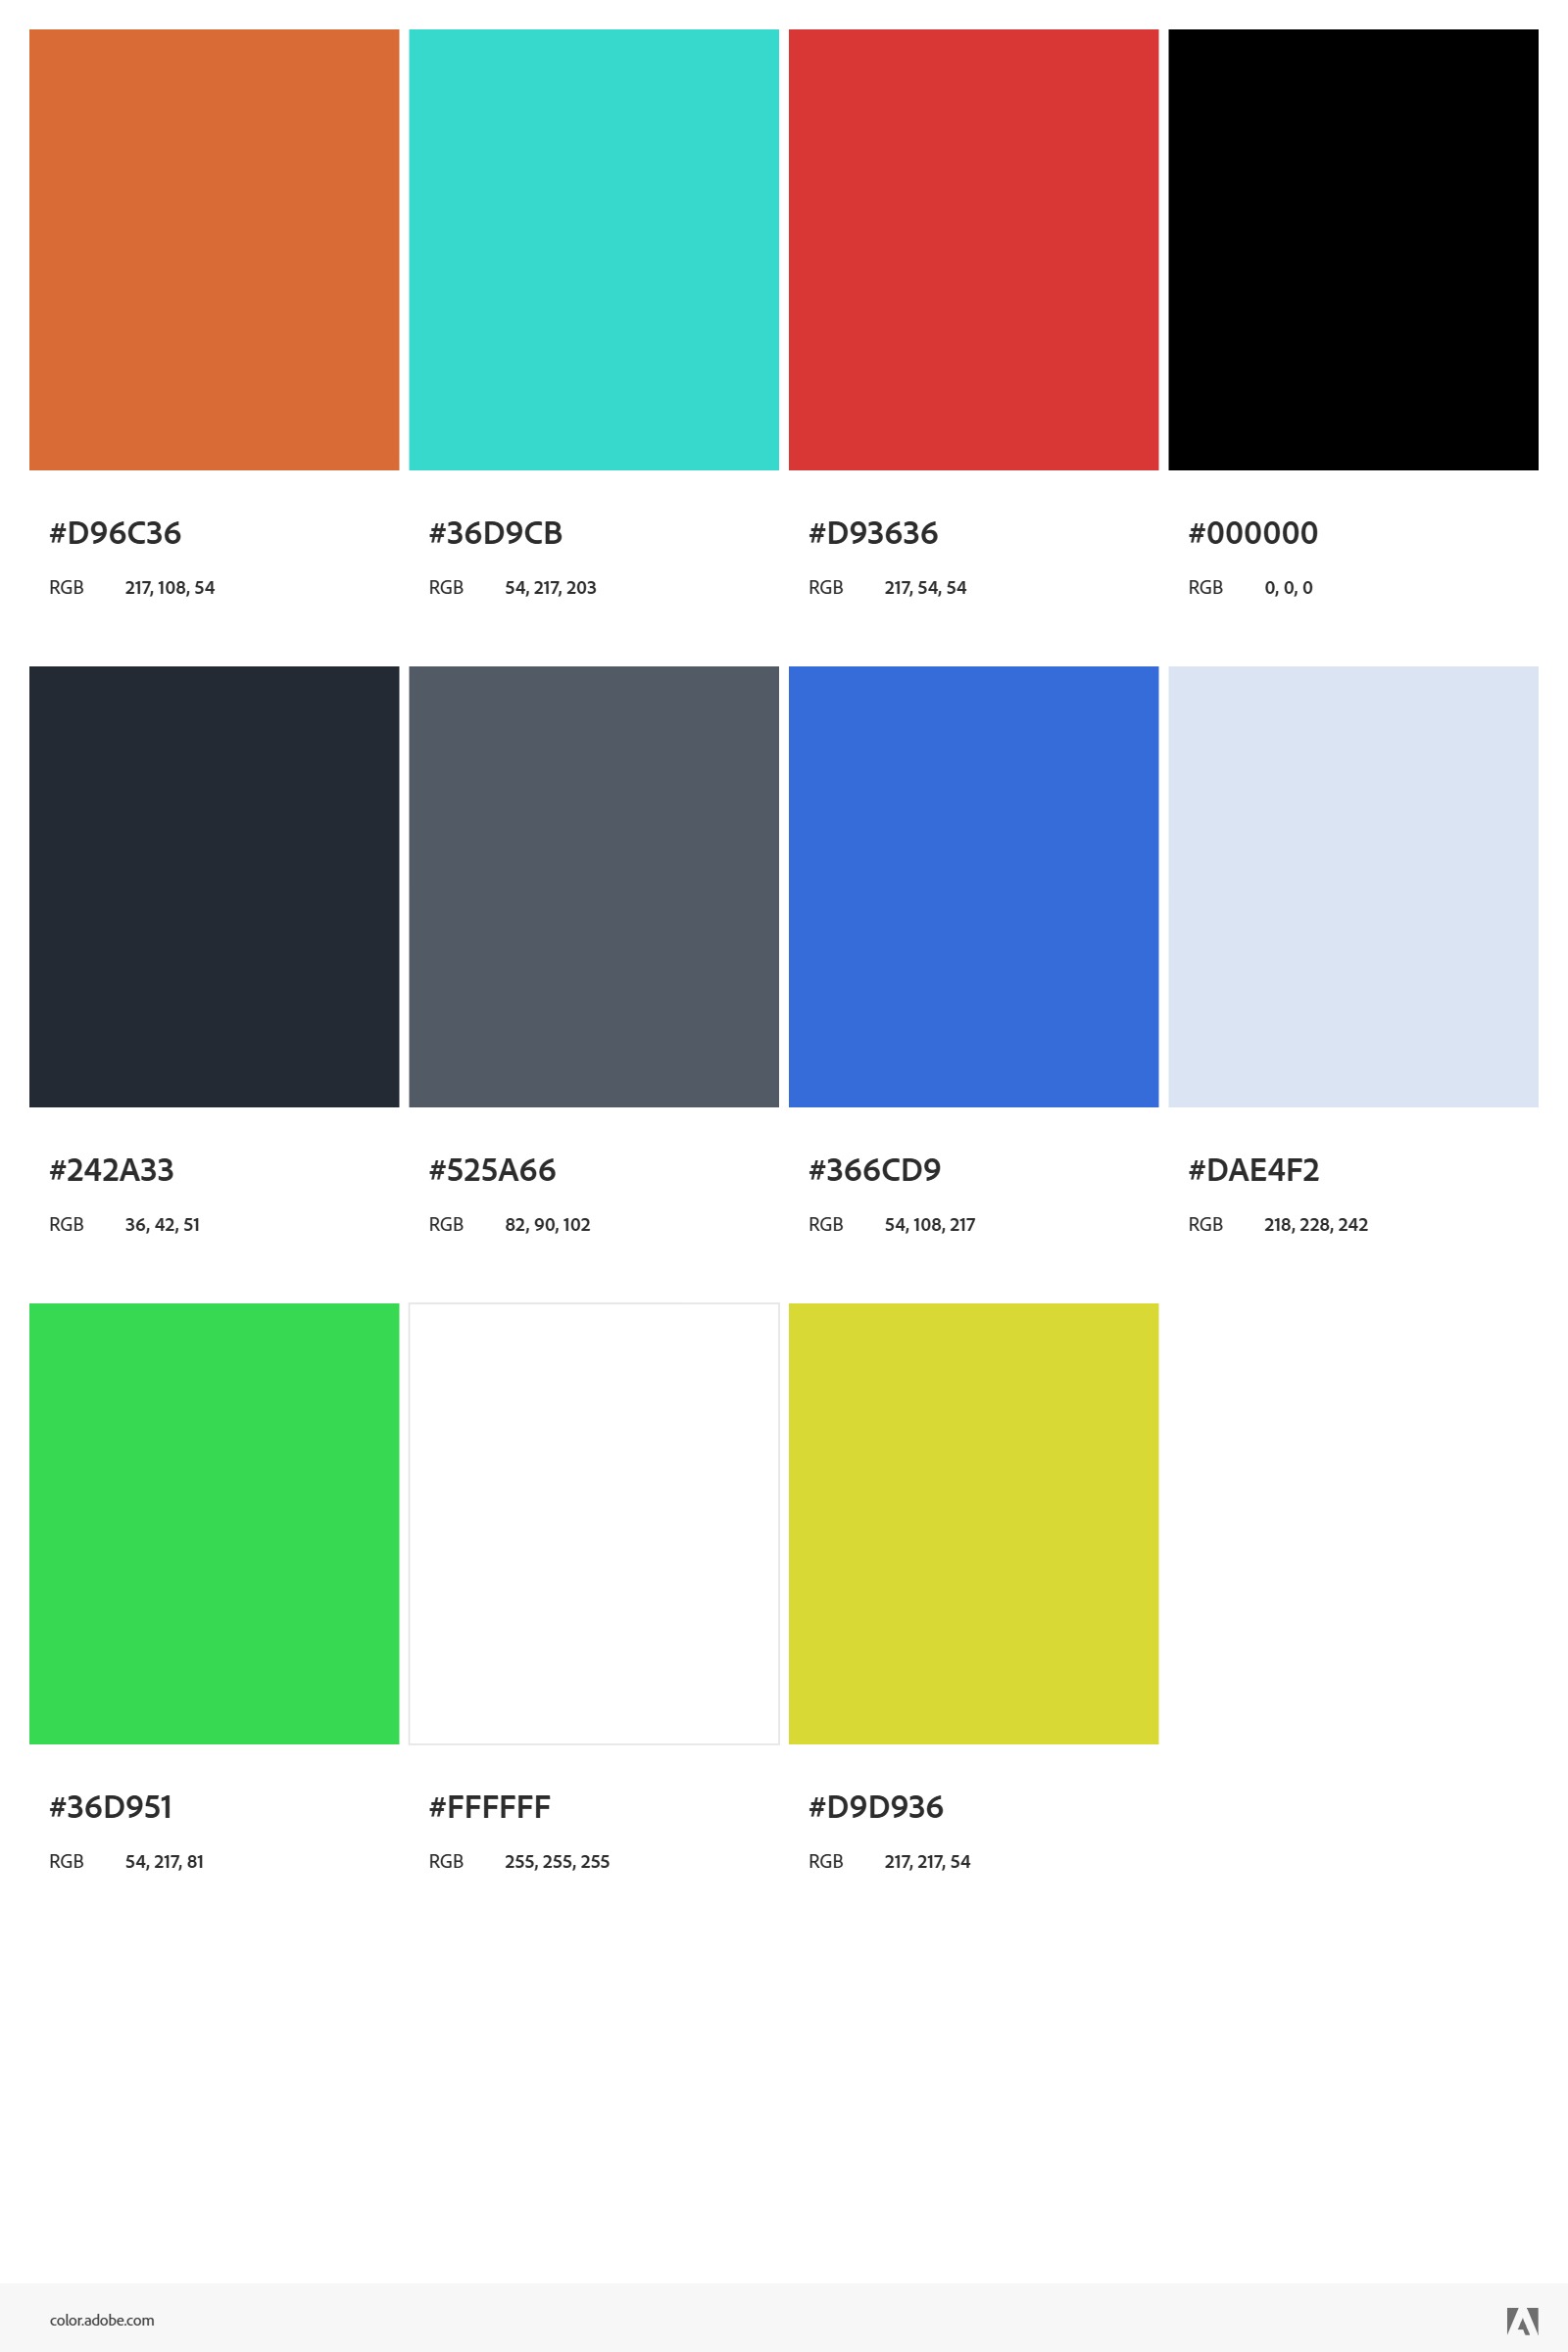 #D96C36 #36D9CB #D93636 #000000
RGB 217, 108, 54 RGB 54, 217, 203 RGB 217, 54, 54 RGB 0, 0, 0
#242A33 #525A66 #366CD9 #DAE4F2
RGB 36, 42, 51 RGB 82, 90, 102 RGB 54, 108, 217 RGB 218, 228, 242
#36D951 #FFFFFF #D9D936
RGB 54, 217, 81 RGB 255, 255, 255 RGB 217, 217, 54
color.adobe.com